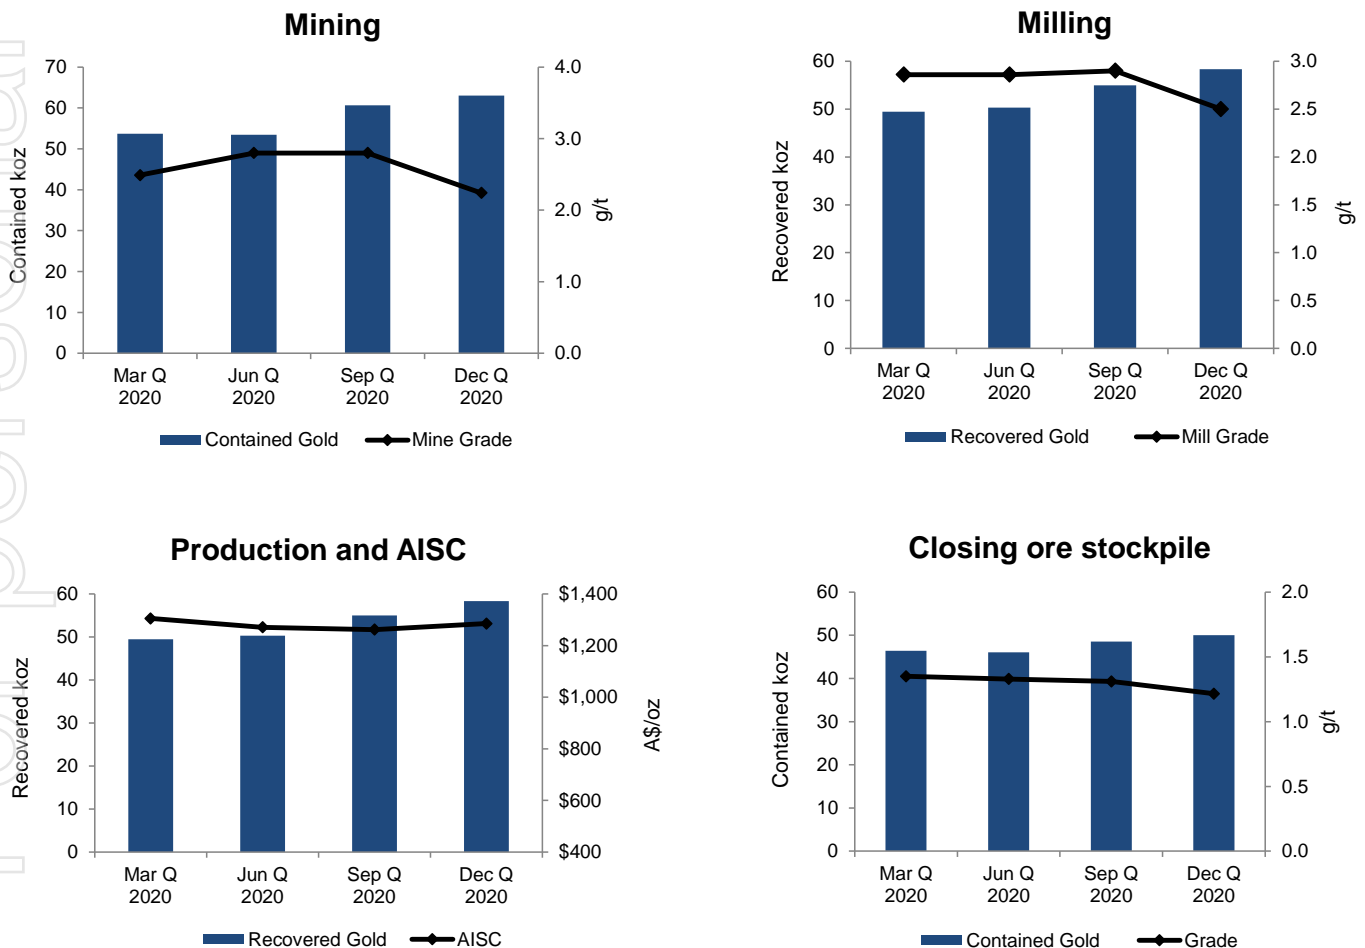 Mining
70
60
50
40
30
20
10
0
Contained koz
4.0
3.0
2.0
1.0
0.0
g/t
Mar Q
2020
Jun Q
2020
Sep Q
2020
Dec Q
2020
Contained Gold
Mine Grade
Milling
60
50
40
30
20
10
0
Recovered koz
3.0
2.5
2.0
1.5
1.0
0.5
0.0
g/t
Mar Q
2020
Jun Q
2020
Sep Q
2020
Dec Q
2020
Recovered Gold
Mill Grade
Production and AISC
60
50
40
30
20
10
0
Recovered koz
$1,400
$1,200
$1,000
$800
$600
$400
A$/oz
Mar Q
2020
Jun Q
2020
Sep Q
2020
Dec Q
2020
Recovered Gold
AISC
Closing ore stockpile
60
50
40
30
20
10
0
Contained koz
2.0
1.5
1.0
0.5
0.0
g/t
Mar Q
2020
Jun Q
2020
Sep Q
2020
Dec Q
2020
Contained Gold
Grade